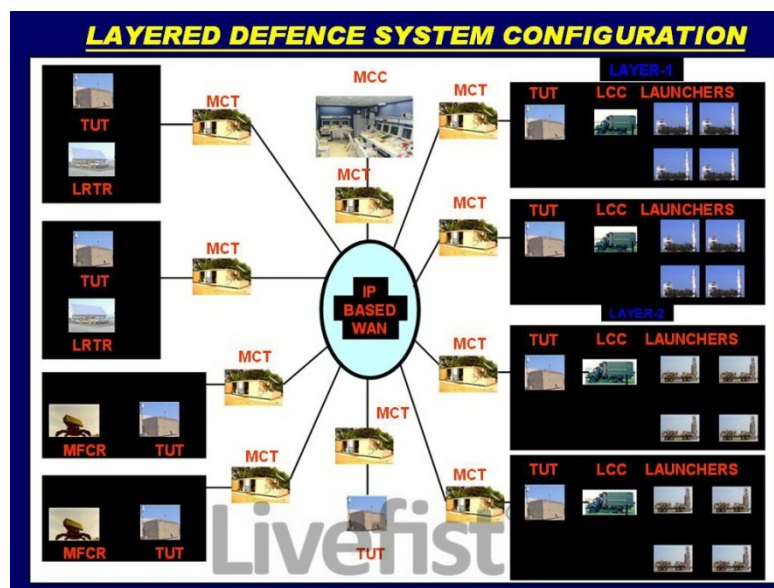 LAYERED DEFENCE SYSTEM CONFIGURATION
MCC
LAYER-1
TUT
LRTR
MCT
MCT
MCT
TUT LCC LAUNCHERS
TUT
LRTR
MCT
MCT
TUT LCC LAUNCHERS
IP
BASED
WAN
LAYER-2
MFCR TUT
MCT
MCT
TUT LCC LAUNCHERS
MFCR TUT
MCT
MCT
TUT
MCT
TUT LCC LAUNCHERS
Livefist